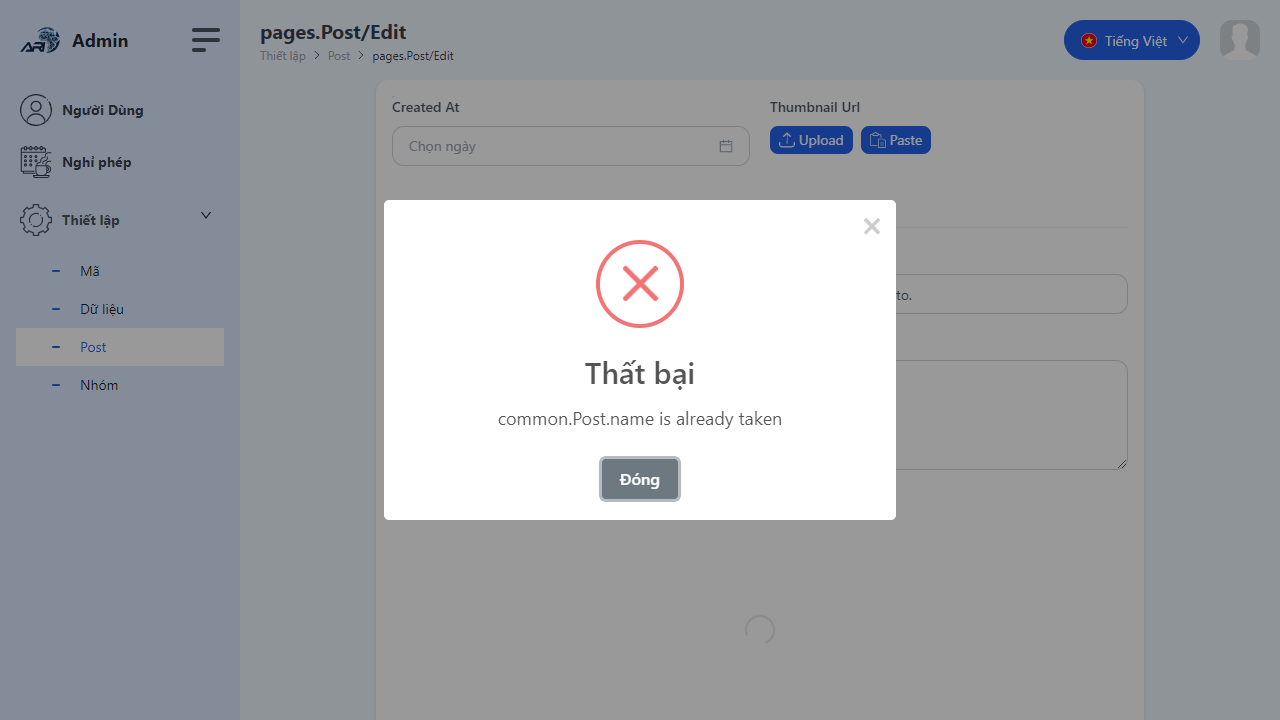 ARI
Admin
pages.Post/Edit
Thiết lập > Post > pages.Post/Edit
Tiếng Việt
Người Dùng
Nghỉ phép
Thiết lập
Mã
Dữ liệu
Post
Nhóm
Created At
Chọn ngày
Thumbnail Url
Upload
Paste
to.
×
Thất bại
common.Post.name is already taken
Đóng